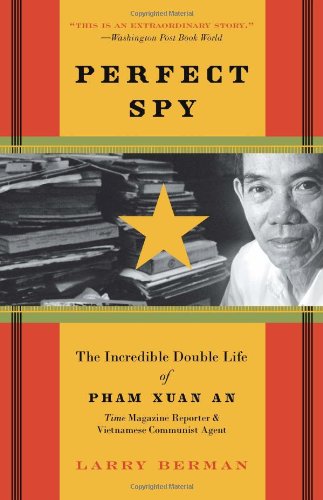 "THIS IS AN EXTRAORDINARY STORY."
—Washington Post Book World
PERFECT
SPY
The Incredible Double Life
of
PHAM XUAN AN
Time Magazine Reporter &
Vietnamese Communist Agent
LARRY BERMAN